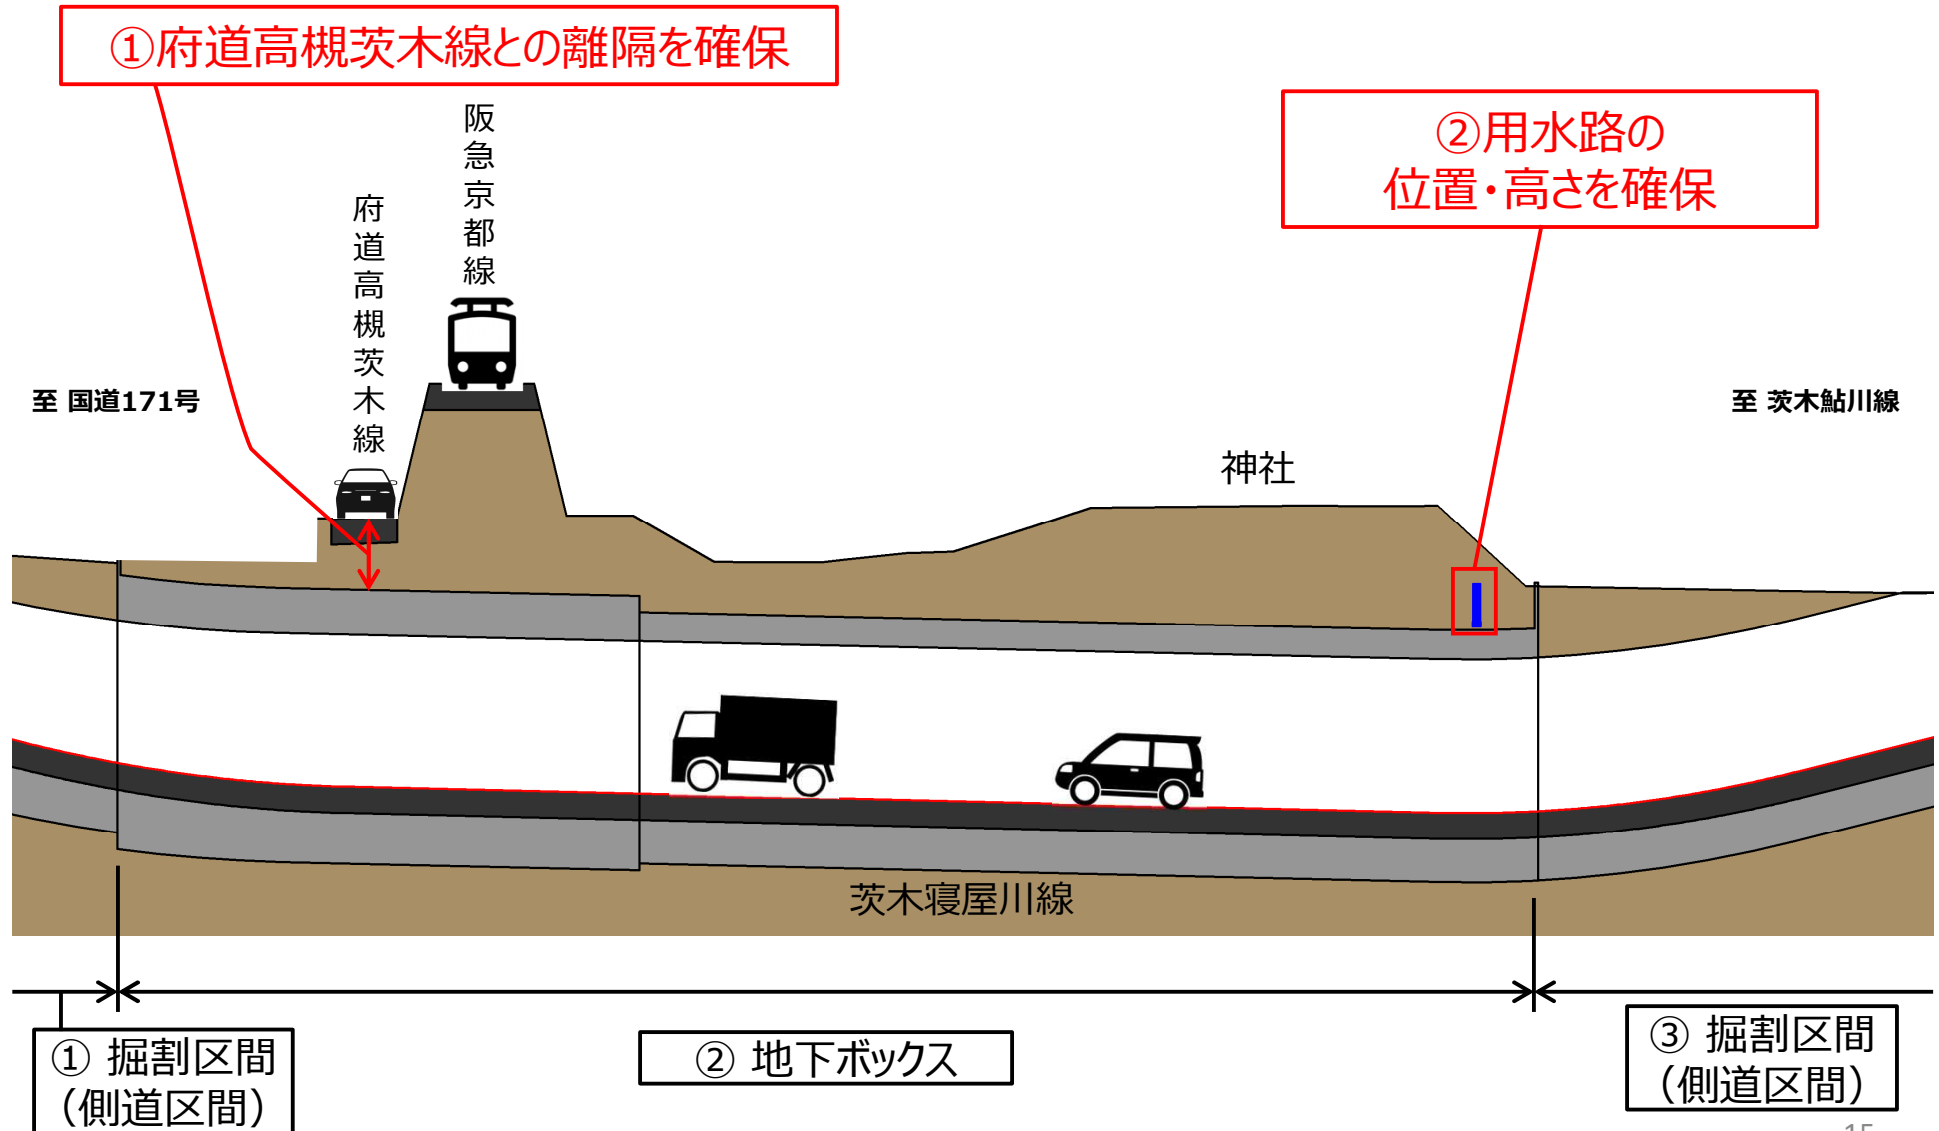 ①府道高槻茨木線との離隔を確保
阪急京都線
②用水路の
位置・高さを確保
府道高槻茨木線
至 国道171号
至 茨木鮎川線
神社
茨木寝屋川線
① 掘割区間
（側道区間）
② 地下ボックス
③ 掘割区間
（側道区間）
15